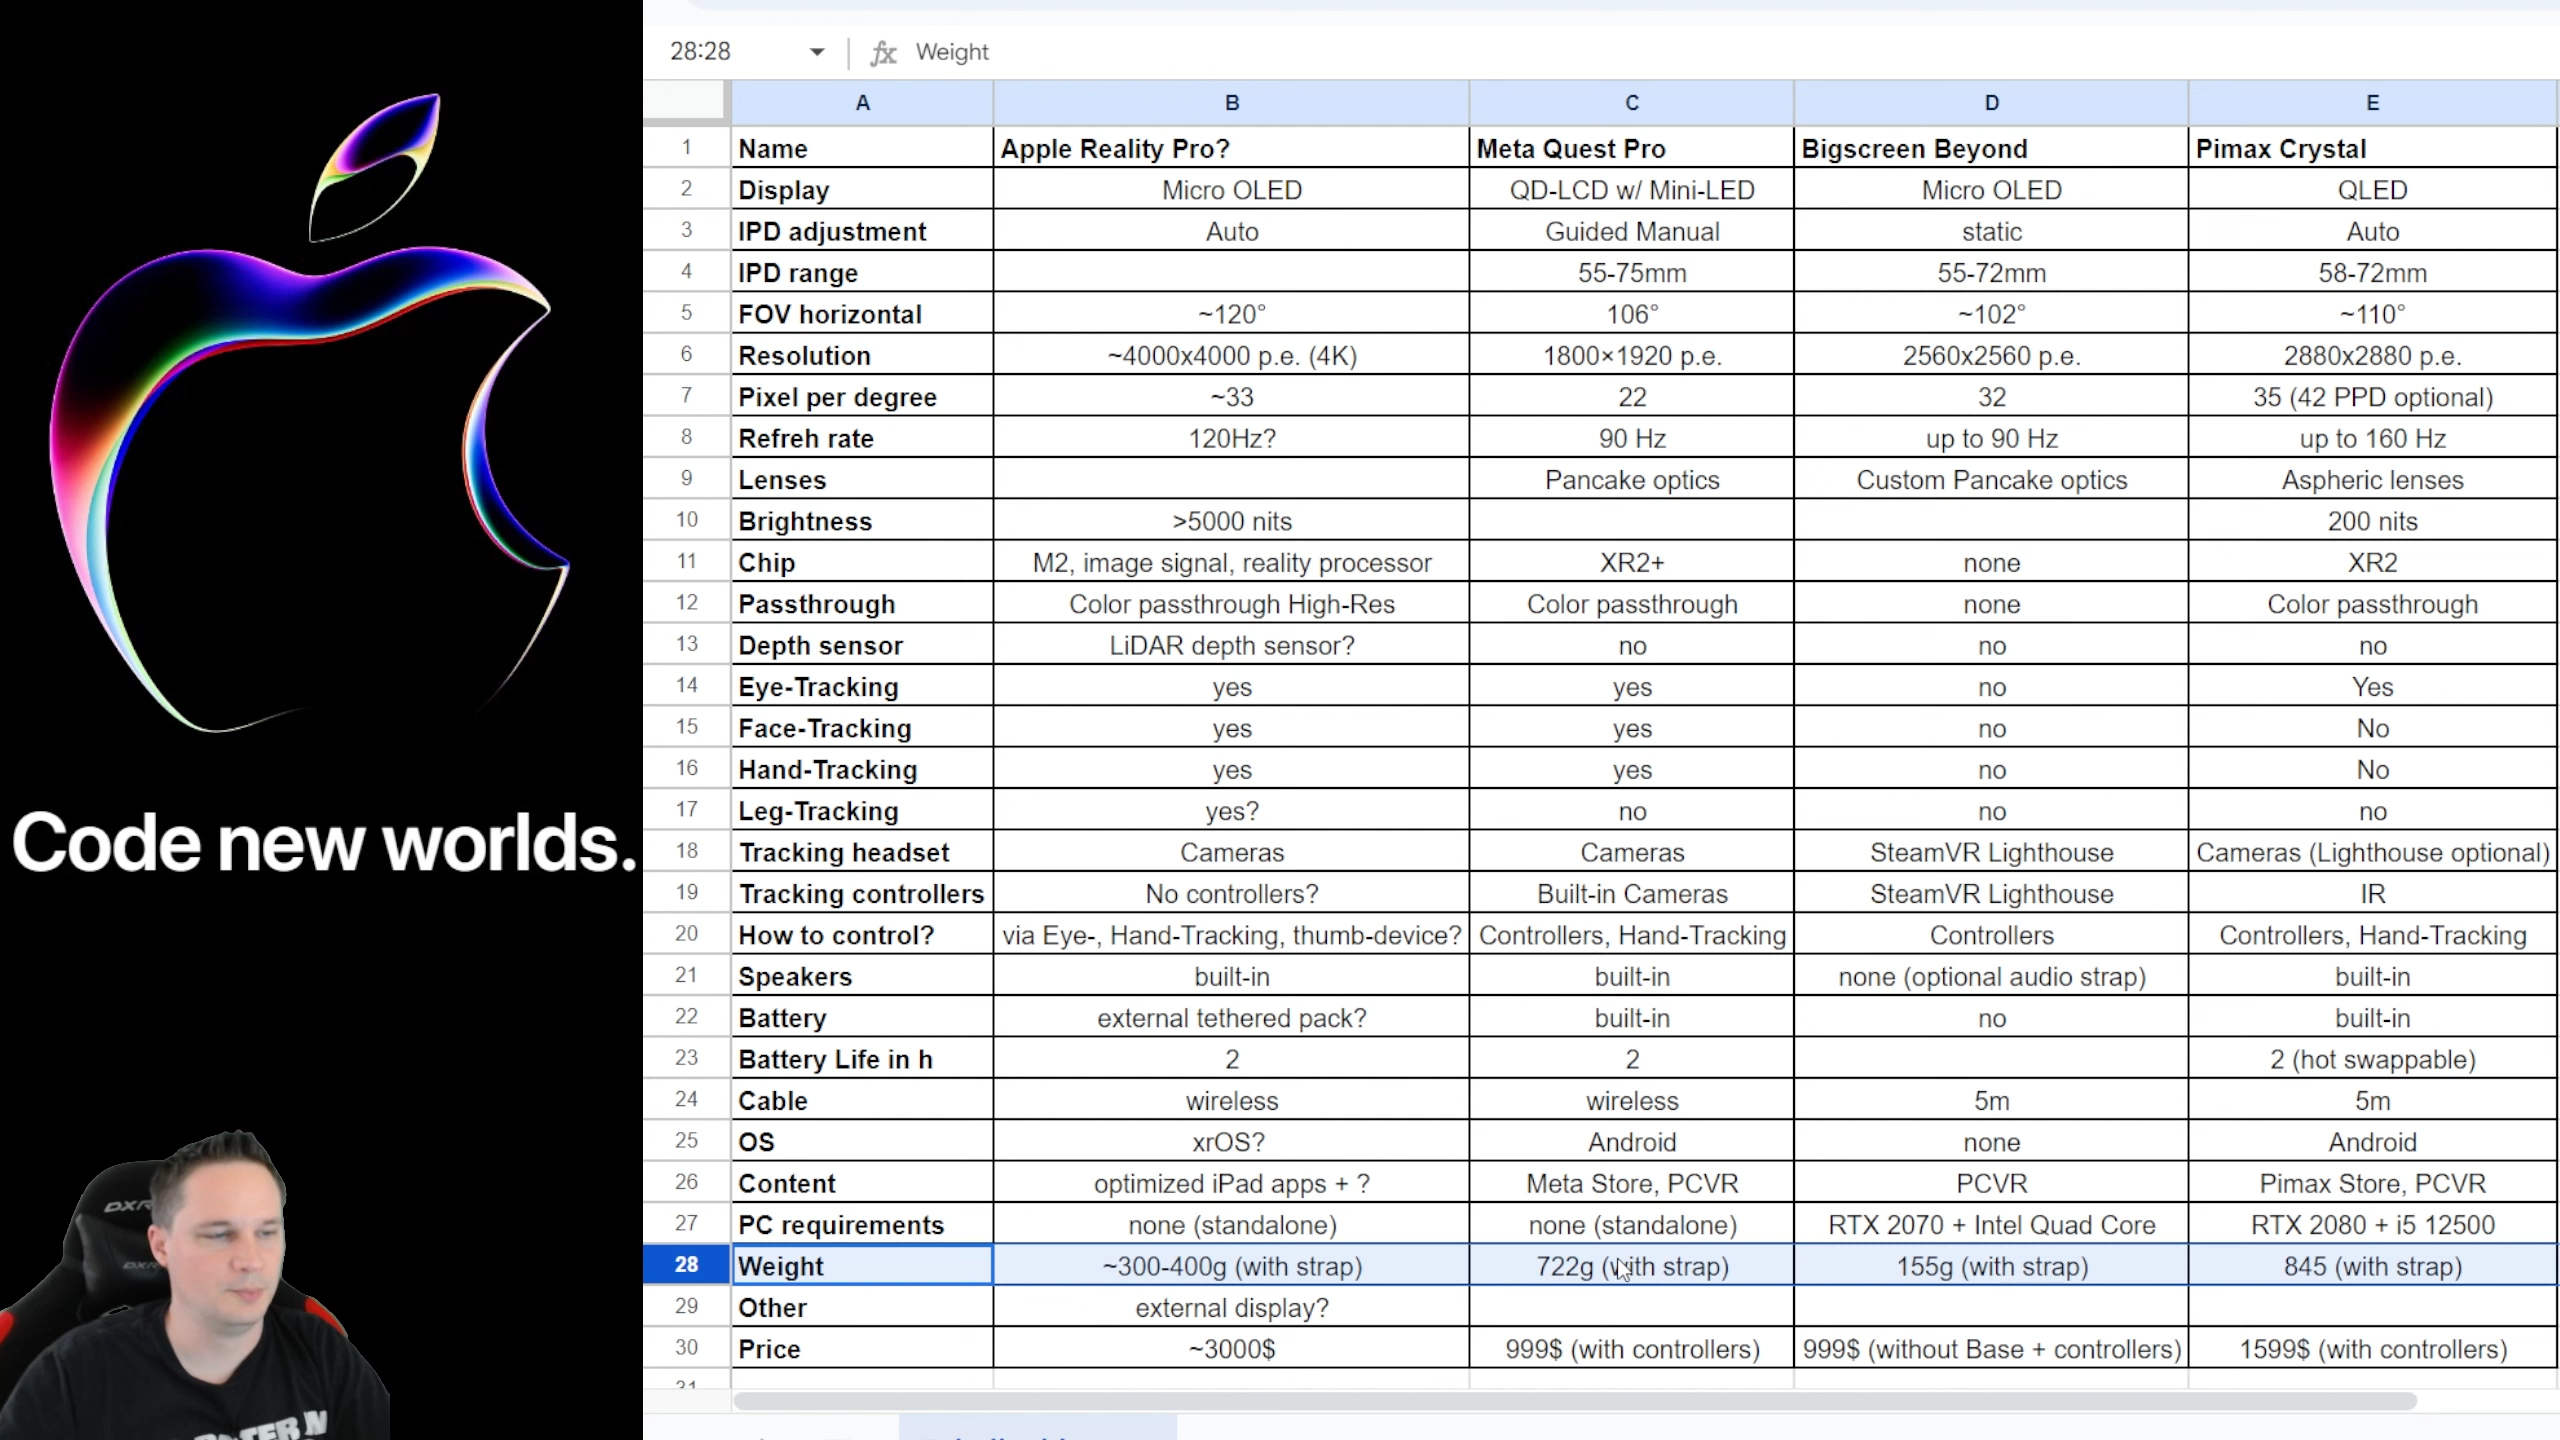 28:28 fx Weight
A B C D E
1 Name Apple Reality Pro? Meta Quest Pro Bigscreen Beyond Pimax Crystal
2 Display Micro OLED QD-LCD w/ Mini-LED Micro OLED QLED
3 IPD adjustment Auto Guided Manual static Auto
4 IPD range 55-75mm 55-72mm 58-72mm
5 FOV horizontal ~120° 106° ~102° ~110°
6 Resolution ~4000x4000 p.e. (4K) 1800×1920 p.e. 2560x2560 p.e. 2880x2880 p.e.
7 Pixel per degree ~33 22 32 35 (42 PPD optional)
8 Refreh rate 120Hz? 90 Hz up to 90 Hz up to 160 Hz
9 Lenses Pancake optics Custom Pancake optics Aspheric lenses
10 Brightness >5000 nits 200 nits
11 Chip M2, image signal, reality processor XR2+ none XR2
12 Passthrough Color passthrough High-Res Color passthrough none Color passthrough
13 Depth sensor LiDAR depth sensor? no no no
14 Eye-Tracking yes yes no Yes
15 Face-Tracking yes yes no No
16 Hand-Tracking yes yes no No
17 Leg-Tracking yes? no no no
18 Tracking headset Cameras Cameras SteamVR Lighthouse Cameras (Lighthouse optional)
19 Tracking controllers No controllers? Built-in Cameras SteamVR Lighthouse IR
20 How to control? via Eye-, Hand-Tracking, thumb-device? Controllers, Hand-Tracking Controllers Controllers, Hand-Tracking
21 Speakers built-in built-in none (optional audio strap) built-in
22 Battery external tethered pack? built-in no built-in
23 Battery Life in h 2 2 2 (hot swappable)
24 Cable wireless wireless 5m 5m
25 OS xrOS? Android none Android
26 Content optimized iPad apps + ? Meta Store, PCVR PCVR Pimax Store, PCVR
27 PC requirements none (standalone) none (standalone) RTX 2070 + Intel Quad Core RTX 2080 + i5 12500
28 Weight ~300-400g (with strap) 722g (with strap) 155g (with strap) 845 (with strap)
29 Other external display?
30 Price ~3000$ 999$ (with controllers) 999$ (without Base + controllers) 1599$ (with controllers)
31
Code new worlds.